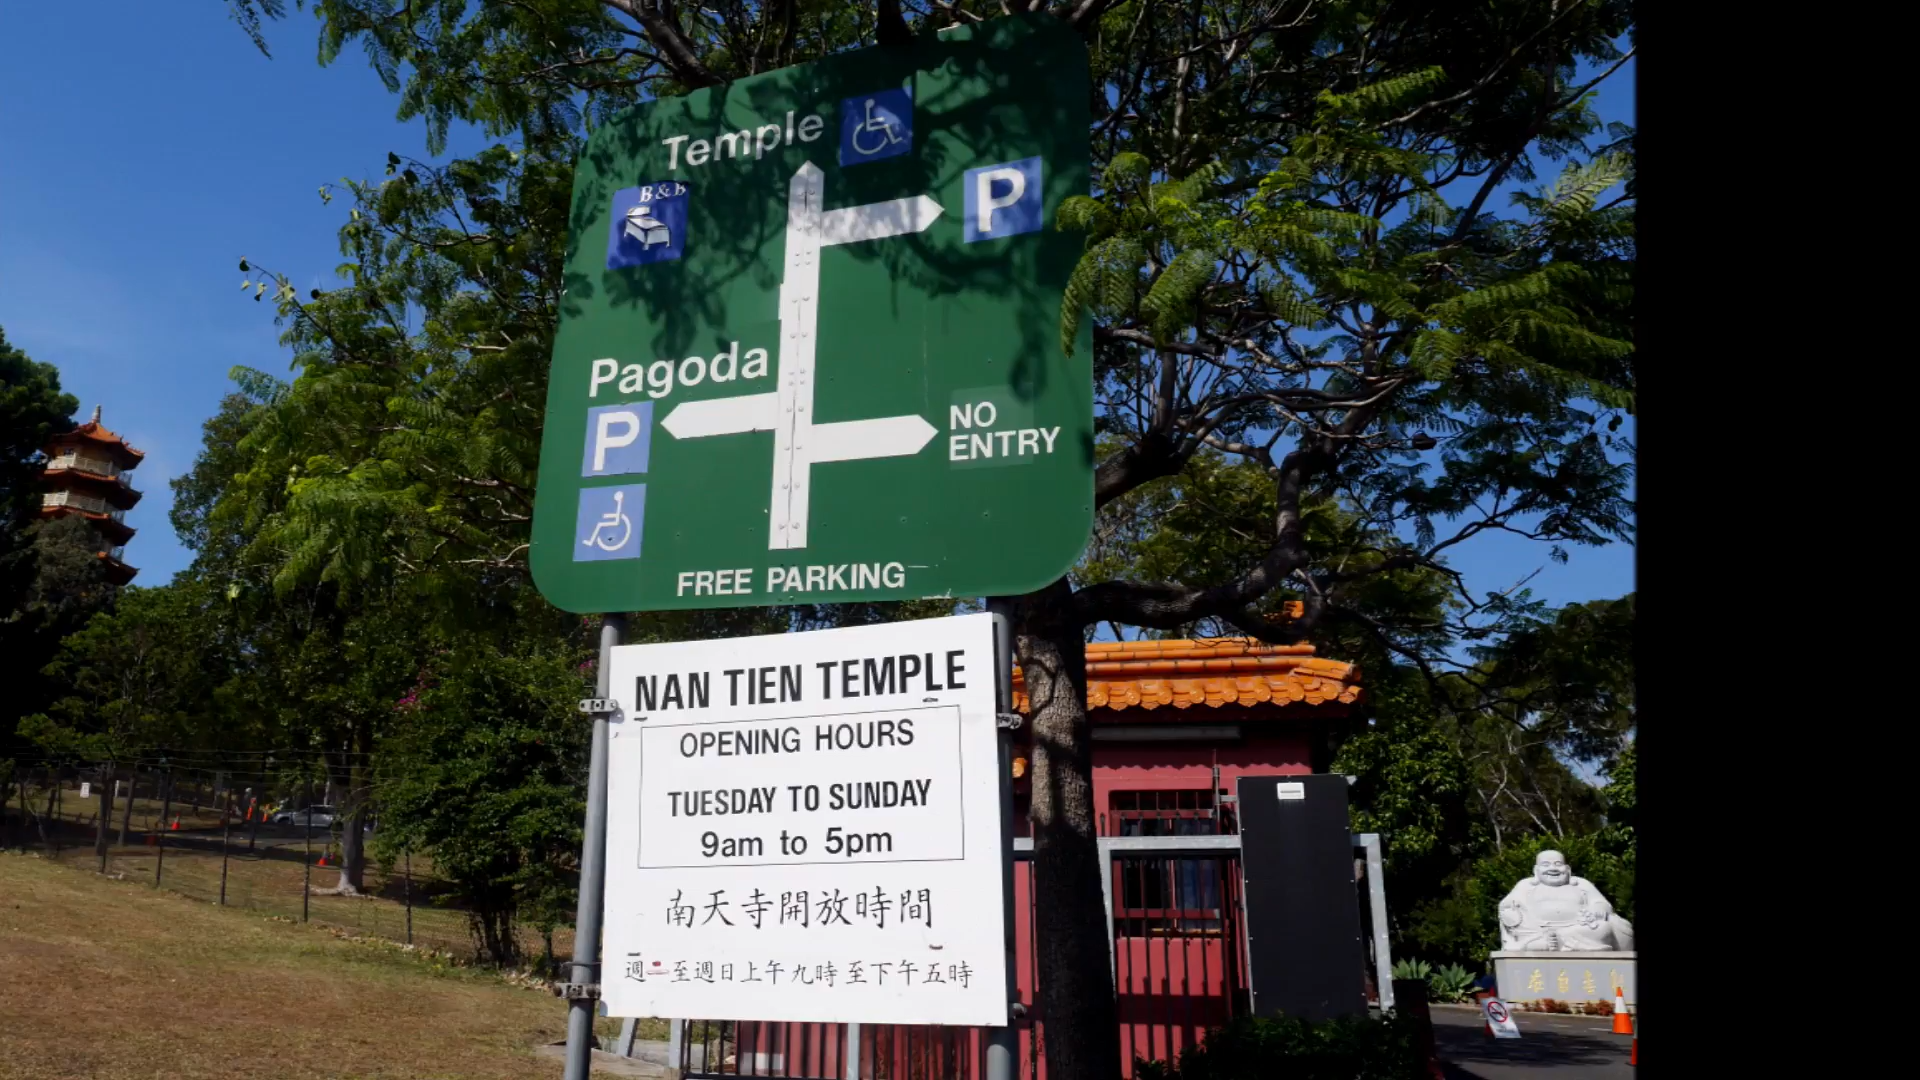 Temple
B & B
P
Pagoda
P
NO
ENTRY
FREE PARKING
NAN TIEN TEMPLE
OPENING HOURS
TUESDAY TO SUNDAY
9am to 5pm
南天寺開放時間
週二至週日上午九時至下午五時